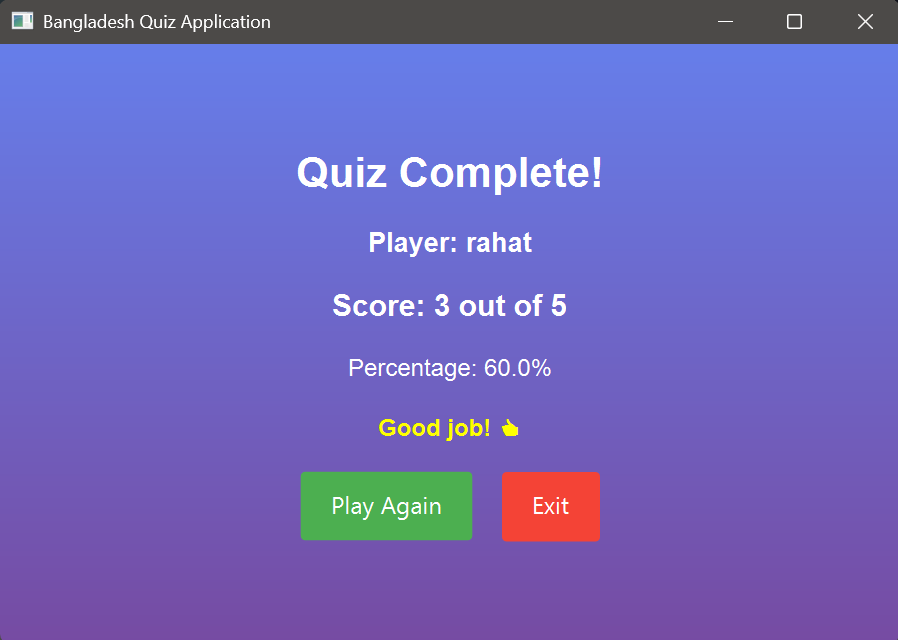 Bangladesh Quiz Application
Quiz Complete!
Player: rahat
Score: 3 out of 5
Percentage: 60.0%
Good job! 👍
Play Again
Exit